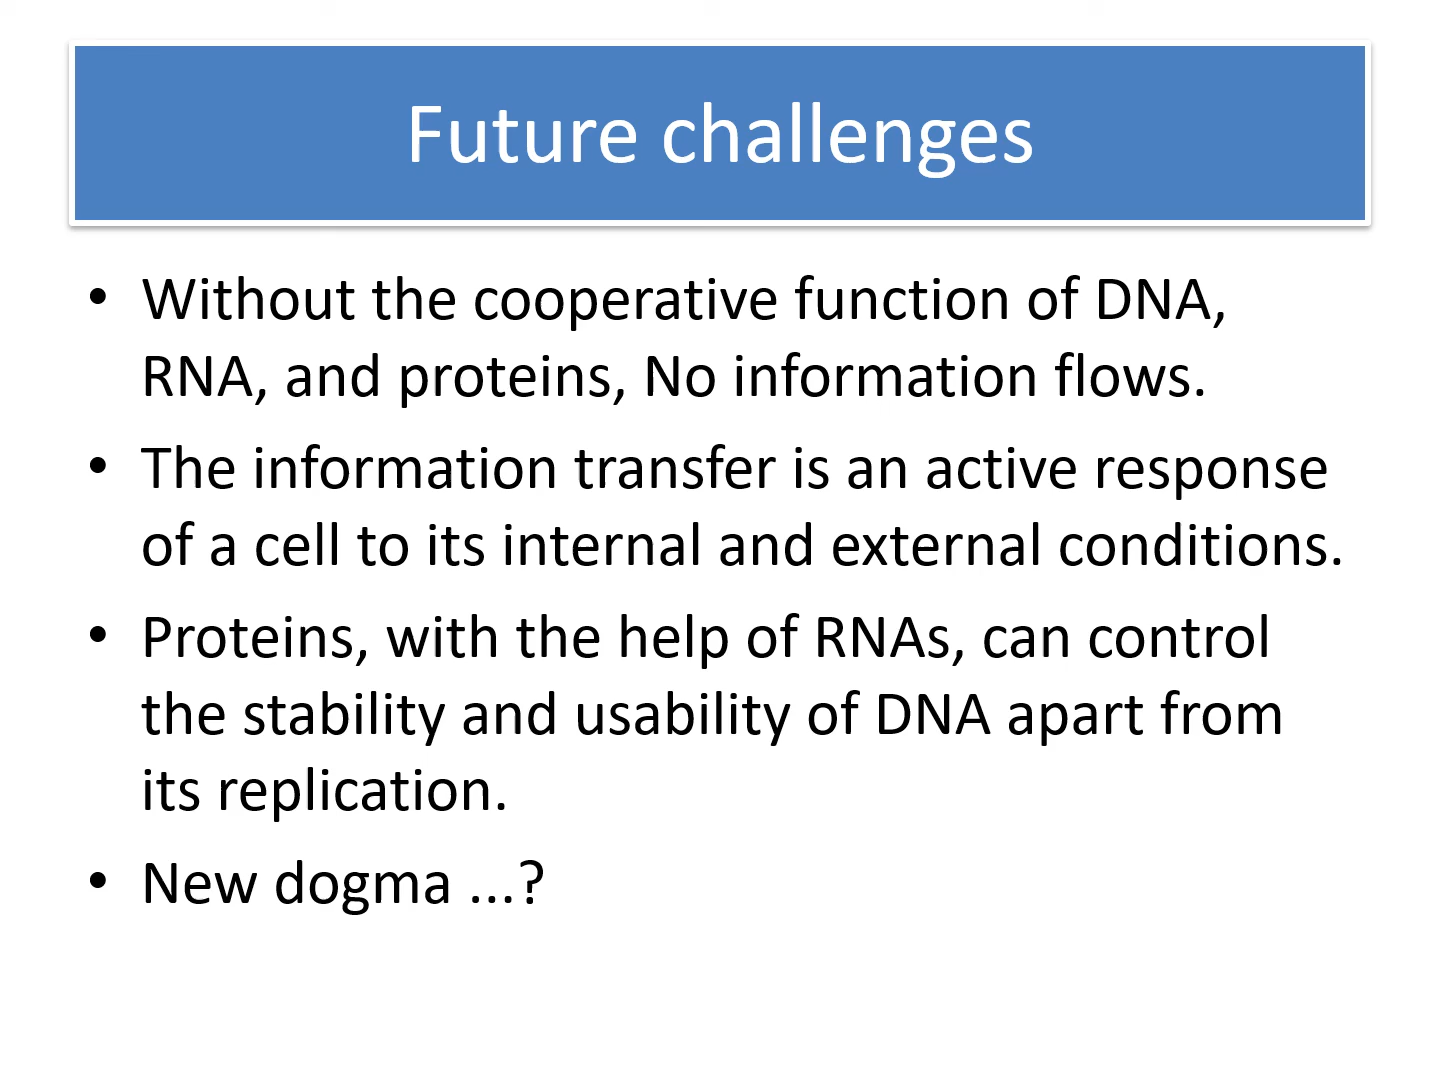 Future challenges
• Without the cooperative function of DNA,
RNA, and proteins, No information flows.
• The information transfer is an active response
of a cell to its internal and external conditions.
• Proteins, with the help of RNAs, can control
the stability and usability of DNA apart from
its replication.
• New dogma ...?